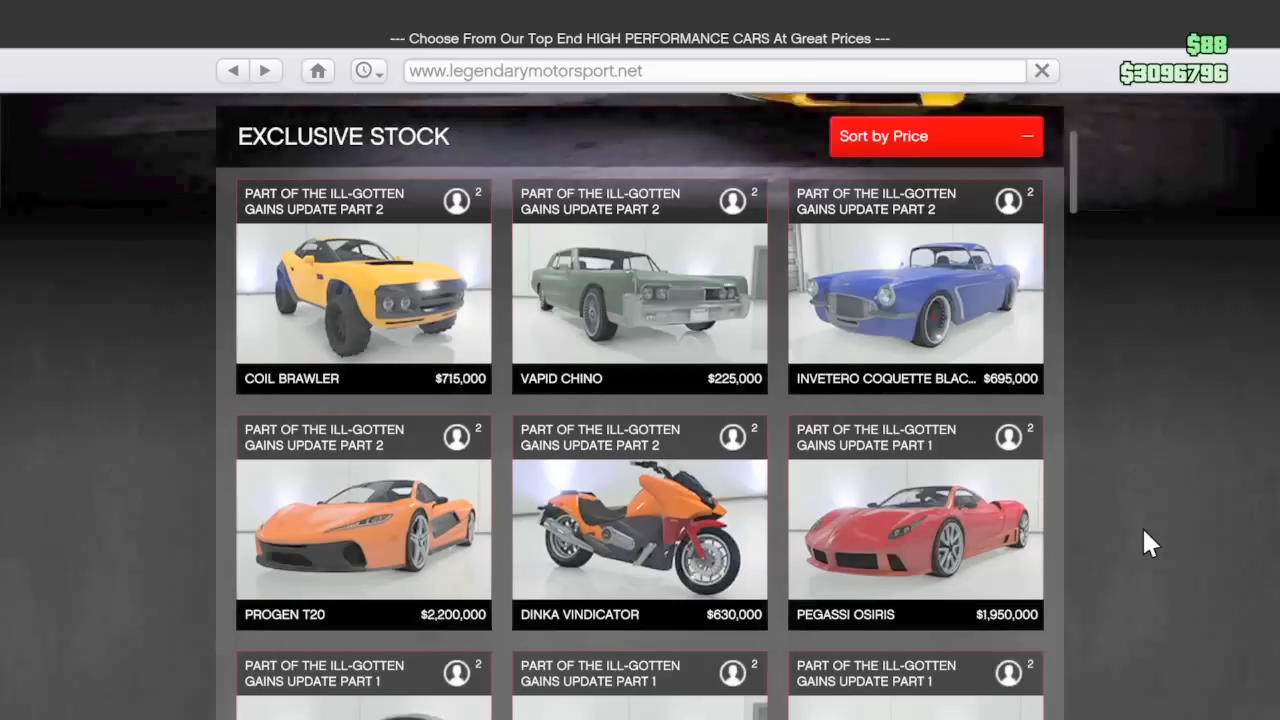 --- Choose From Our Top End HIGH PERFORMANCE CARS At Great Prices ---
$88
www.legendarymotorsport.net
$3096796
EXCLUSIVE STOCK
Sort by Price
PART OF THE ILL-GOTTEN
GAINS UPDATE PART 2
2
PART OF THE ILL-GOTTEN
GAINS UPDATE PART 2
2
PART OF THE ILL-GOTTEN
GAINS UPDATE PART 2
2
COIL BRAWLER $715,000
VAPID CHINO $225,000
INVETERO COQUETTE BLAC... $695,000
PART OF THE ILL-GOTTEN
GAINS UPDATE PART 2
2
PART OF THE ILL-GOTTEN
GAINS UPDATE PART 2
2
PART OF THE ILL-GOTTEN
GAINS UPDATE PART 1
2
PROGEN T20 $2,200,000
DINKA VINDICATOR $630,000
PEGASSI OSIRIS $1,950,000
PART OF THE ILL-GOTTEN
GAINS UPDATE PART 1
2
PART OF THE ILL-GOTTEN
GAINS UPDATE PART 1
2
PART OF THE ILL-GOTTEN
GAINS UPDATE PART 1
2